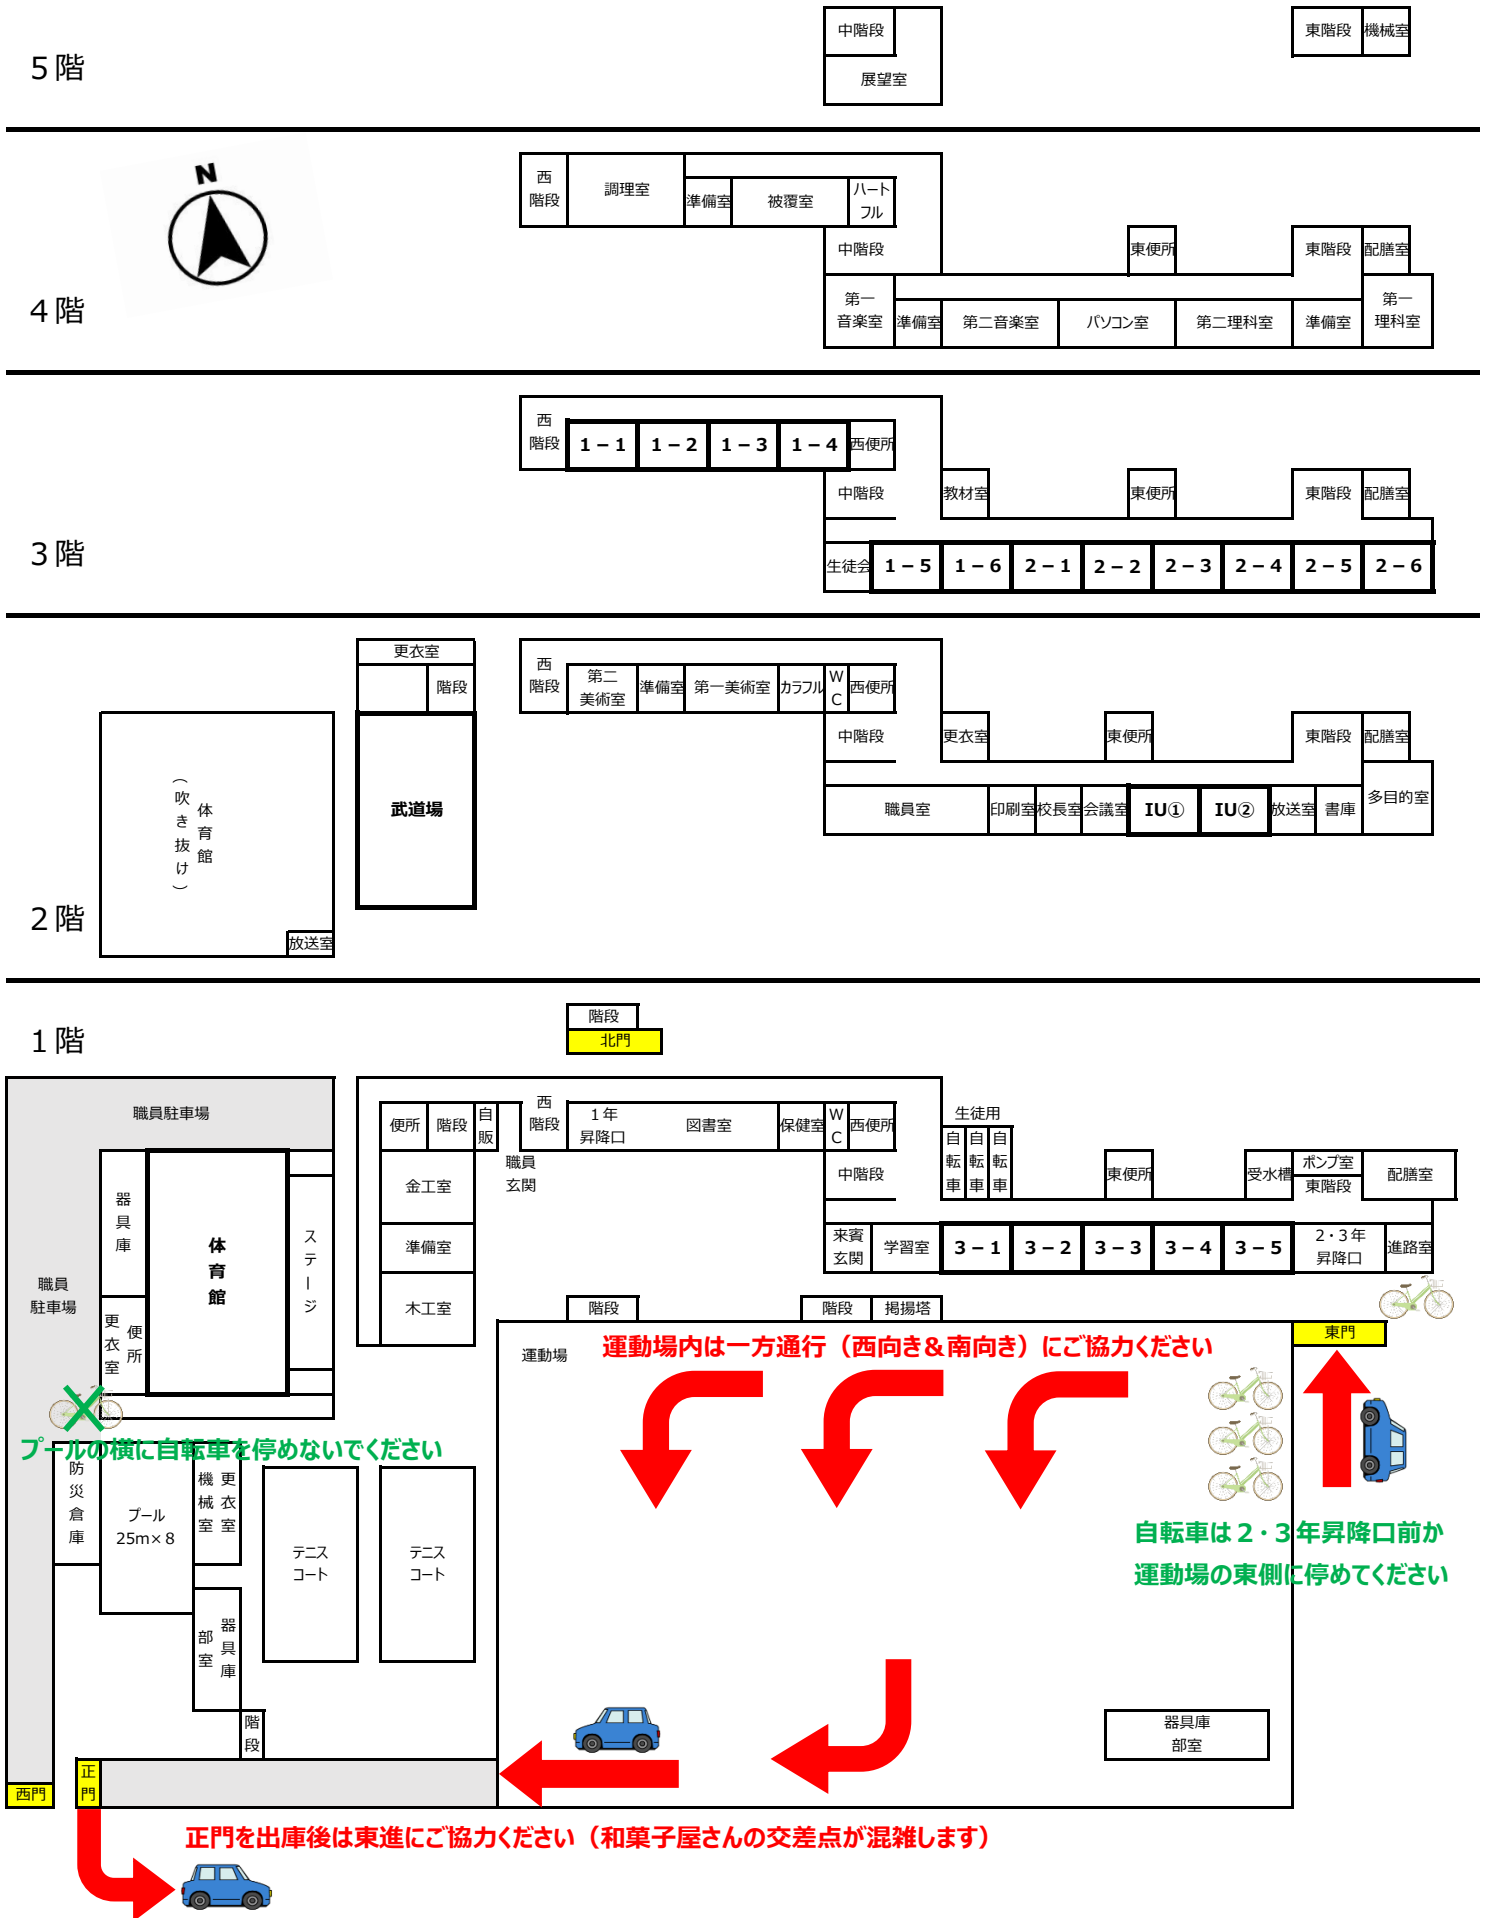 5階
中階段
展望室
東階段
機械室
N
4階
西
階段
調理室
準備室
被覆室
ハート
フル
中階段
東便所
東階段
配膳室
第一
音楽室
準備室
第二音楽室
パソコン室
第二理科室
準備室
第一
理科室
3階
西
階段
1－1
1－2
1－3
1－4
西便所
中階段
教材室
東便所
東階段
配膳室
生徒会
1－5
1－6
2－1
2－2
2－3
2－4
2－5
2－6
2階
更衣室
階段
武道場
体育館
（吹き抜け）
放送室
西
階段
第二
美術室
準備室
第一美術室
カラフル
WC
西便所
中階段
更衣室
東便所
東階段
配膳室
職員室
印刷室
校長室
会議室
IU①
IU②
放送室
書庫
多目的室
1階
階段
北門
職員駐車場
便所
階段
自販
西
階段
1年
昇降口
図書室
保健室
WC
西便所
生徒用
自転車
自転車
自転車
職員
玄関
中階段
東便所
受水槽
ポンプ室
東階段
配膳室
器具庫
体育館
ステージ
金工室
準備室
木工室
来賓
玄関
学習室
3－1
3－2
3－3
3－4
3－5
2・3年
昇降口
進路室
職員
駐車場
更衣室
便所
階段
階段
掲揚塔
東門
運動場
運動場内は一方通行（西向き&南向き）にご協力ください
プールの横に自転車を停めないでください
防災倉庫
プール
25m×8
機械室
更衣室
テニス
コート
テニス
コート
自転車は2・3年昇降口前か
運動場の東側に停めてください
部室
器具庫
階段
器具庫
部室
西門
正門
正門を出庫後は東進にご協力ください（和菓子屋さんの交差点が混雑します）